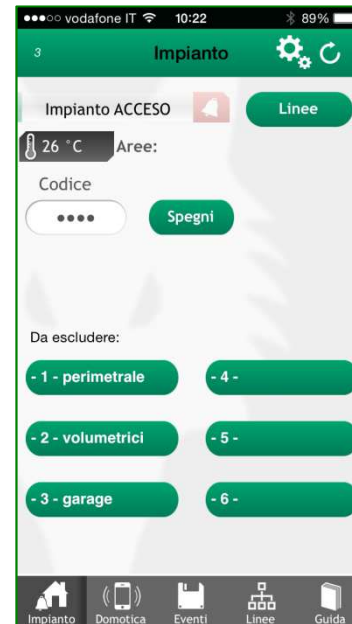 vodafone IT 10:22 89%
3 Impianto
Impianto ACCESO Linee
26 °C Aree:
Codice
•••• Spegni
Da escludere:
- 1 - perimetrale - 4 -
- 2 - volumetrici - 5 -
- 3 - garage - 6 -
Impianto Domotica Eventi Linee Guida